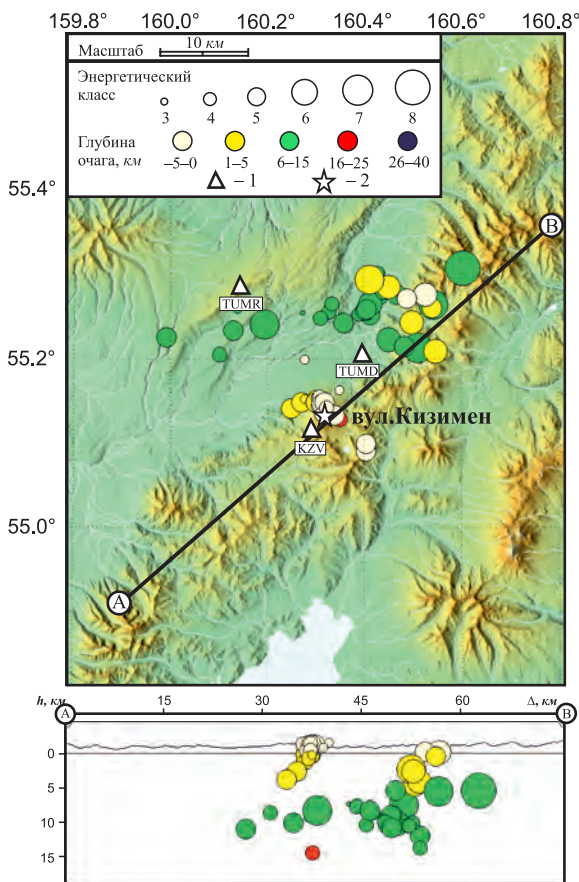 159.8° 160.0° 160.2° 160.4° 160.6° 160.8°
Масштаб 10 км
Энергетический
класс
3 4 5 6 7 8
Глубина
очага, км
–5–0 1–5 6–15 16–25 26–40
– 1 – 2
55.4°
B
TUMR
55.2°
TUMD
вул.Кизимен
KZV
55.0°
A
h, км 15 30 45 60 Δ, км
A B
0
5
10
15